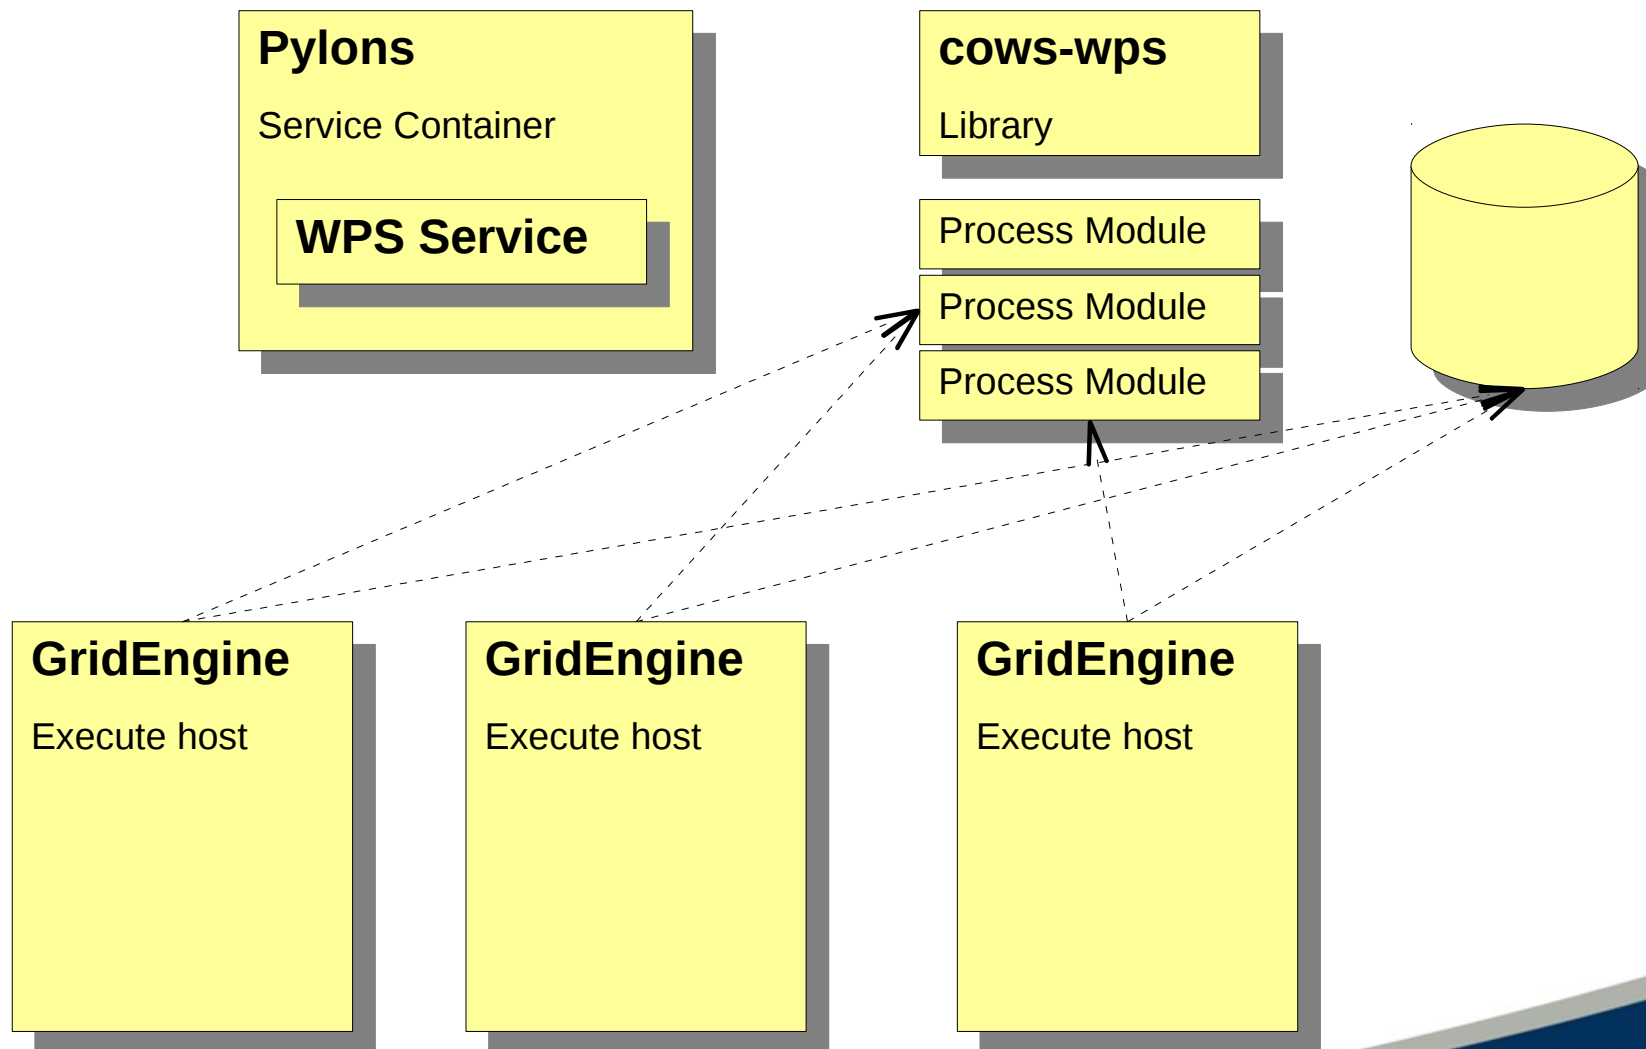 Pylons
Service Container
WPS Service
cows-wps
Library
Process Module
Process Module
Process Module
GridEngine
Execute host
GridEngine
Execute host
GridEngine
Execute host